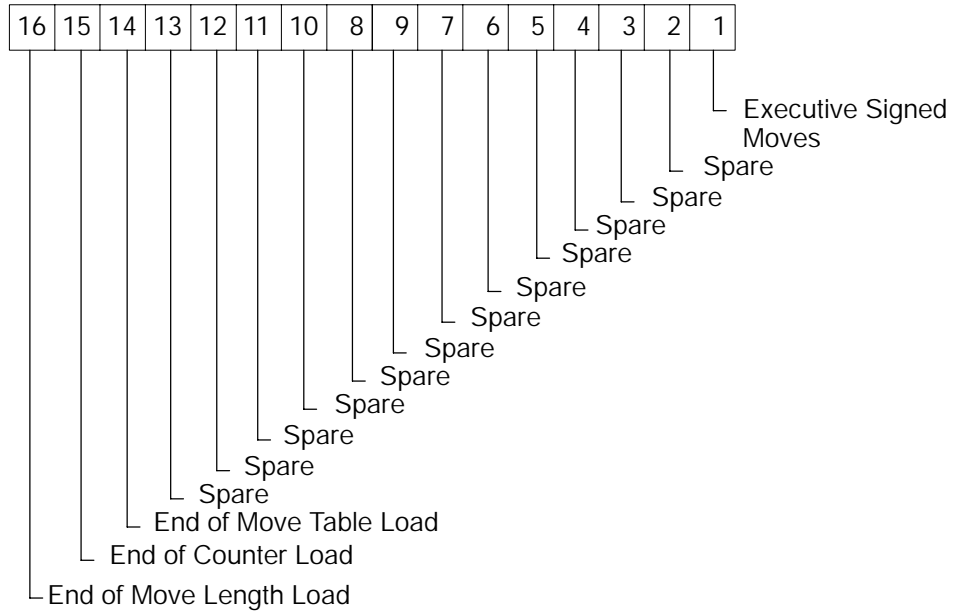 16 15 14 13 12 11 10 8 9 7 6 5 4 3 2 1
Executive Signed
Moves
Spare
Spare
Spare
Spare
Spare
Spare
Spare
Spare
Spare
Spare
Spare
Spare
End of Move Table Load
End of Counter Load
End of Move Length Load